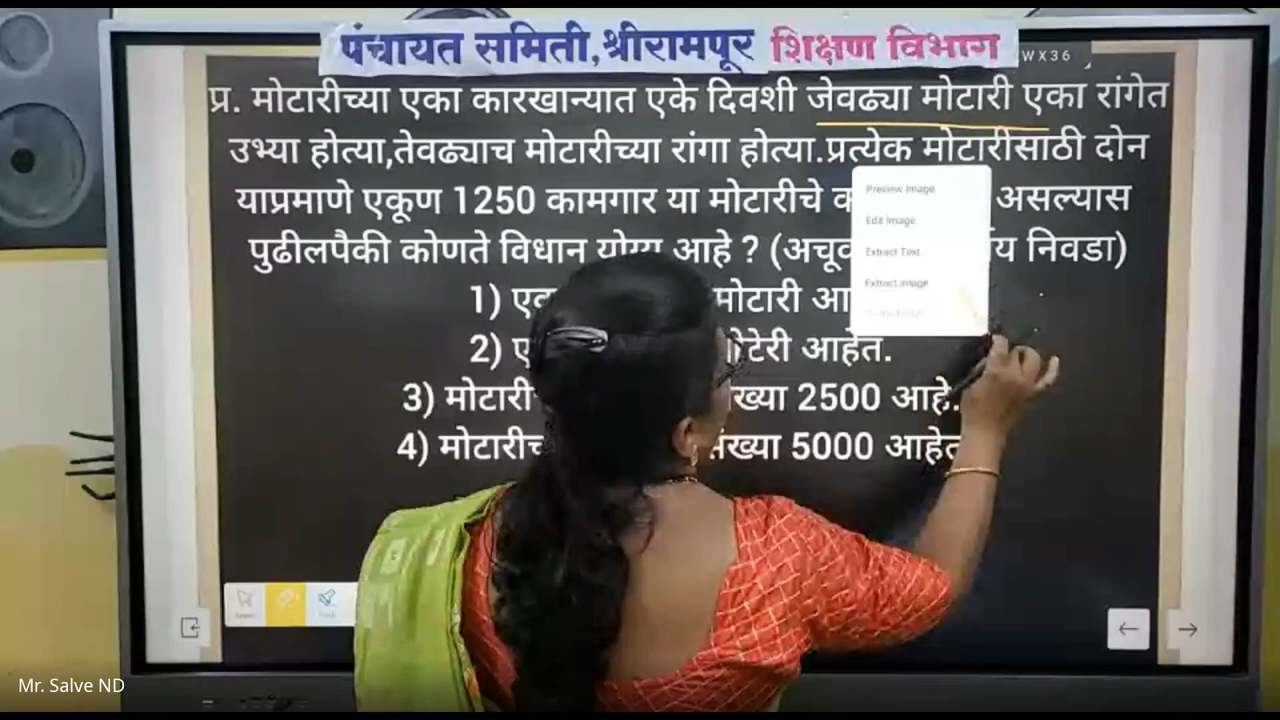 पंचायत समिती,श्रीरामपूर शिक्षण विभाग
WX36
प्र. मोटारीच्या एका कारखान्यात एके दिवशी जेवढ्या मोटारी एका रांगेत
उभ्या होत्या,तेवढ्याच मोटारीच्या रांगा होत्या.प्रत्येक मोटारीसाठी दोन
याप्रमाणे एकूण 1250 कामगार या मोटारीचे असल्यास
पुढीलपैकी कोणते विधान योग्य आहे ? (अचूक निवडा)
1) मोटारी
2) आहेत.
3) 2500 आहे.
4) 5000 आहेत
Preview Image
Edit Image
Extract Text
Extract Image
Mr. Salve ND